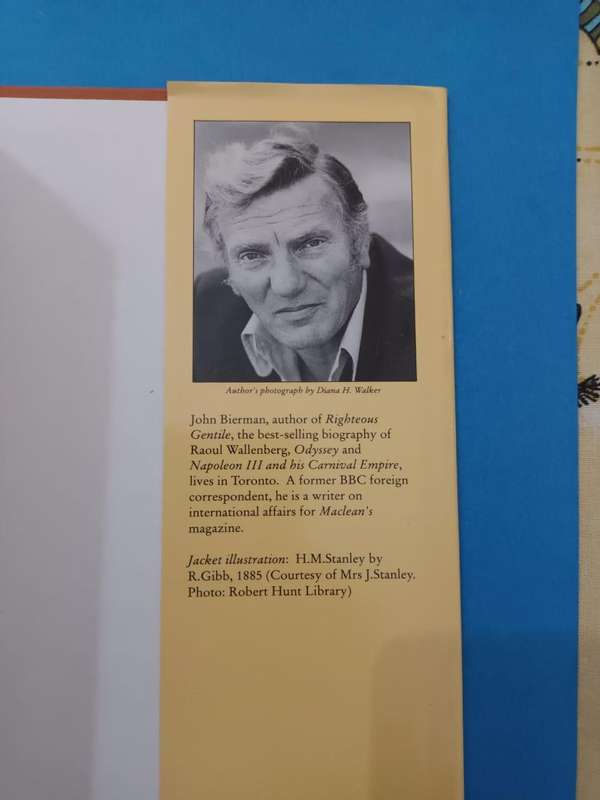 Author's photograph by Diana H. Walker
John Bierman, author of Righteous
Gentile, the best-selling biography of
Raoul Wallenberg, Odyssey and
Napoleon III and his Carnival Empire,
lives in Toronto. A former BBC foreign
correspondent, he is a writer on
international affairs for Maclean's
magazine.
Jacket illustration: H.M.Stanley by
R.Gibb, 1885 (Courtesy of Mrs J.Stanley.
Photo: Robert Hunt Library)